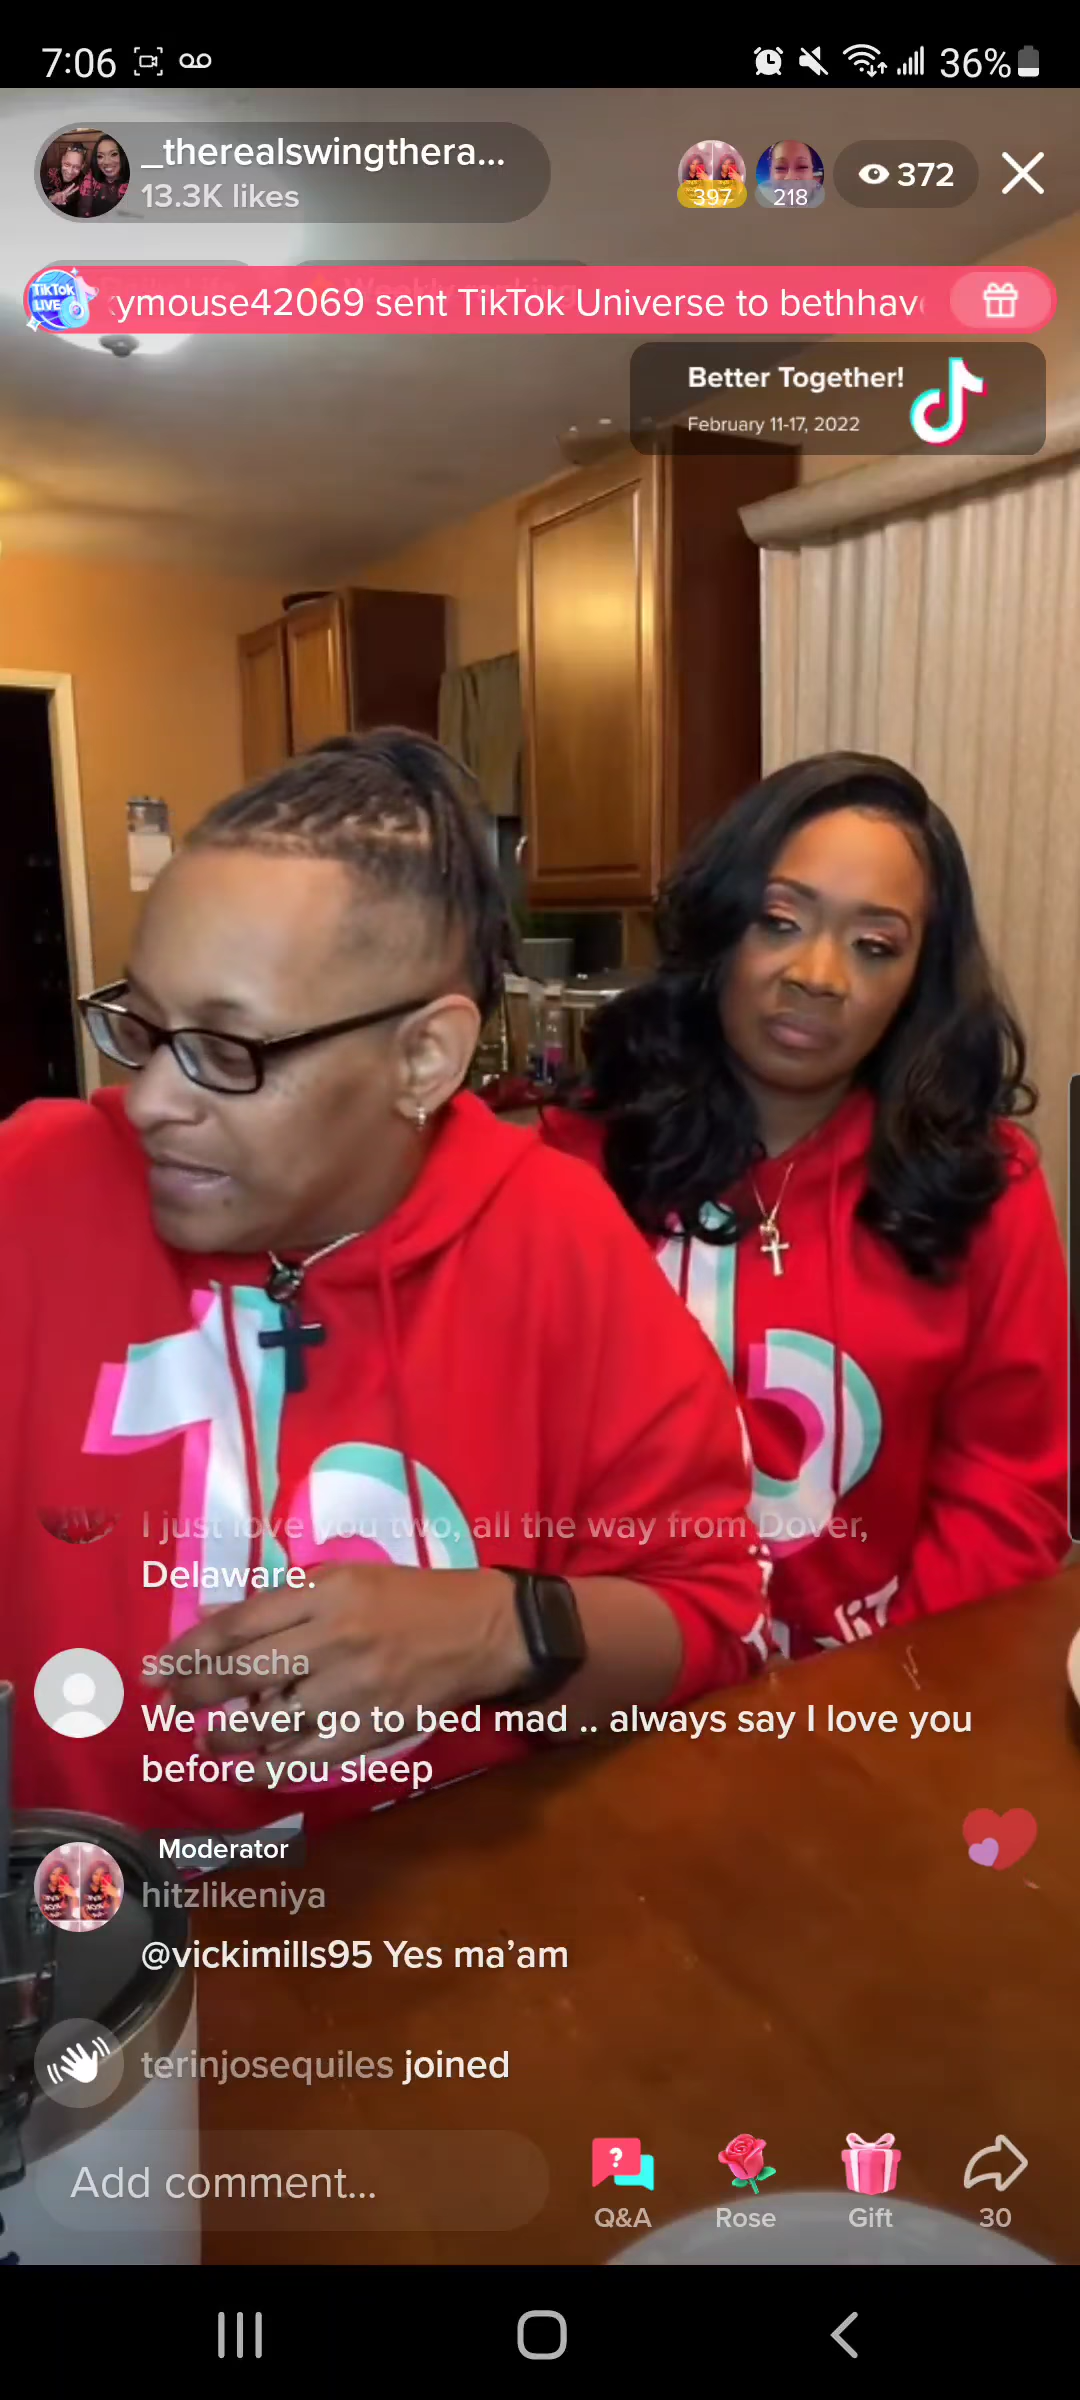 7:06
36%
_therealswingthera...
13.3K likes
397
218
372
TikTok
LIVE
kymouse42069 sent TikTok Universe to bethhav
Better Together!
February 11-17, 2022
I just love you two, all the way from Dover,
Delaware.
sschuscha
We never go to bed mad .. always say I love you
before you sleep
Moderator
hitzlikeniya
@vickimills95 Yes ma’am
terinjosequiles joined
Add comment...
?
Q&A
Rose
Gift
30